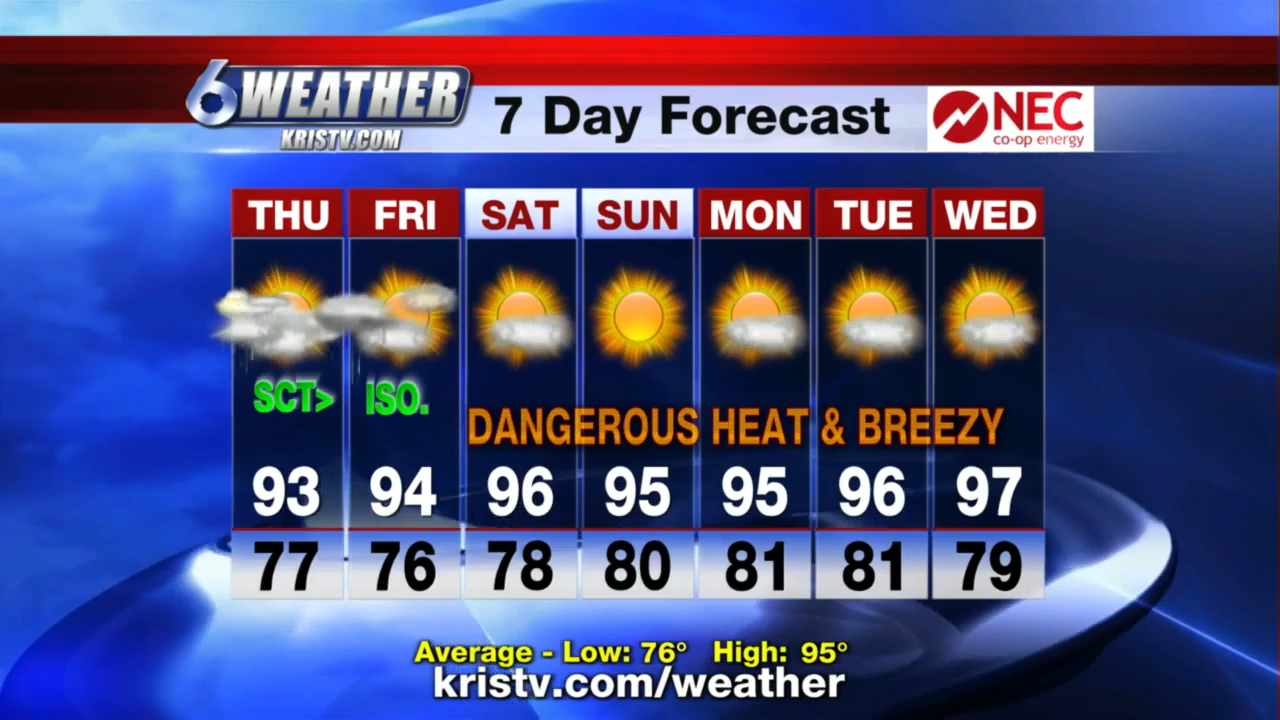 6 WEATHER
KRISTV.COM
7 Day Forecast
NEC
co-op energy
THU FRI SAT SUN MON TUE WED
SCT> ISO.
DANGEROUS HEAT & BREEZY
93 94 96 95 95 96 97
77 76 78 80 81 81 79
Average - Low: 76° High: 95°
kristv.com/weather